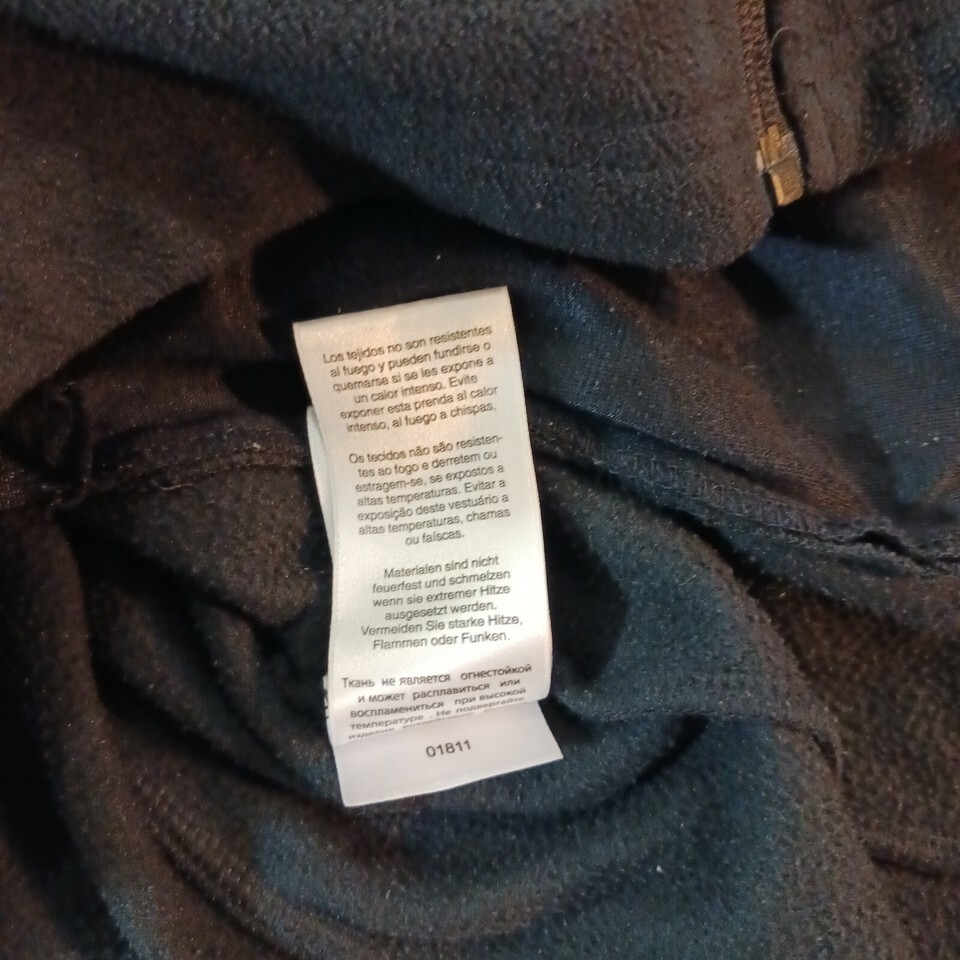 Los tejidos no son resistentes
al fuego y pueden fundirse o
quemarse si se les expone a
un calor intenso. Evite
exponer esta prenda al calor
intenso, al fuego a chispas.
Os tecidos não são resisten-
tes ao fogo e derretem ou
estragem-se, se expostos a
altas temperaturas. Evitar a
exposição deste vestuário a
altas temperaturas, chamas
ou faíscas.
Materialen sind nicht
feuerfest und schmelzen
wenn sie extremer Hitze
ausgesetzt werden.
Vermeiden Sie starke Hitze,
Flammen oder Funken.
Ткань не является огнестойкой
и может расплавиться или
воспламениться при высокой
температуре . Не подвергайте
изделие
01811